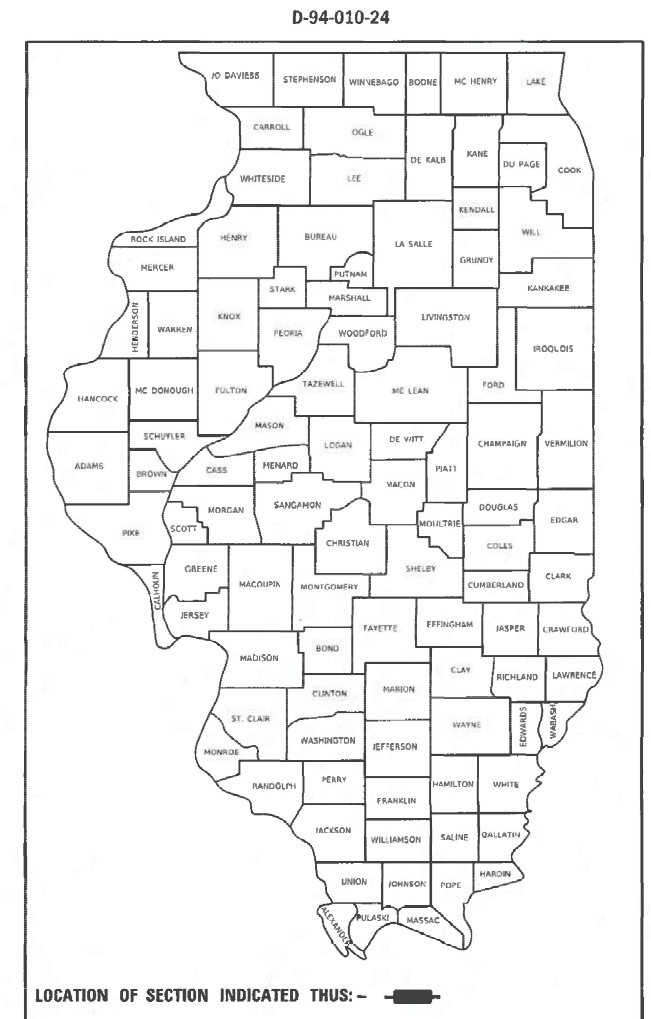 D-94-010-24
JO DAVIESS
STEPHENSON
WINNEBAGO
BOONE
MC HENRY
LAKE
CARROLL
OGLE
DE KALB
KANE
DU PAGE
COOK
WHITESIDE
LEE
KENDALL
ROCK ISLAND
HENRY
BUREAU
LA SALLE
WILL
GRUNDY
MERCER
PUTNAM
STARK
MARSHALL
KANKAKEE
HENDERSON
WARREN
KNOX
PEORIA
WOODFORD
LIVINGSTON
IROQUOIS
HANCOCK
MC DONOUGH
FULTON
TAZEWELL
MC LEAN
FORD
SCHUYLER
MASON
LOGAN
DE WITT
CHAMPAIGN
VERMILION
ADAMS
BROWN
CASS
MENARD
PIATT
MACON
PIKE
SCOTT
MORGAN
SANGAMON
MOULTRIE
DOUGLAS
EDGAR
CHRISTIAN
COLES
CALHOUN
GREENE
MACOUPIN
MONTGOMERY
SHELBY
CUMBERLAND
CLARK
JERSEY
FAYETTE
EFFINGHAM
JASPER
CRAWFORD
MADISON
BOND
CLAY
RICHLAND
LAWRENCE
CLINTON
MARION
ST. CLAIR
WAYNE
EDWARDS
WABASH
WASHINGTON
JEFFERSON
MONROE
RANDOLPH
PERRY
HAMILTON
WHITE
FRANKLIN
JACKSON
WILLIAMSON
SALINE
GALLATIN
UNION
JOHNSON
POPE
HARDIN
ALEXANDER
PULASKI
MASSAC
LOCATION OF SECTION INDICATED THUS: –